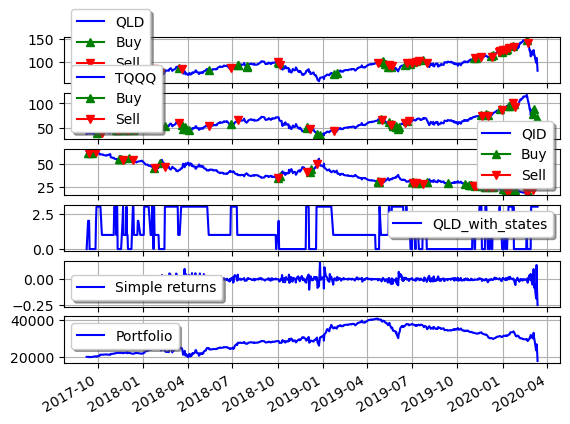 QLD
Buy
Sell
150
100
TQQQ
Buy
Sell
100
50
QID
Buy
Sell
50
25
QLD_with_states
2.5
0.0
Simple returns
0.00
−0.25
Portfolio
40000
20000
2017-10 2018-01 2018-04 2018-07 2018-10 2019-01 2019-04 2019-07 2019-10 2020-01 2020-04